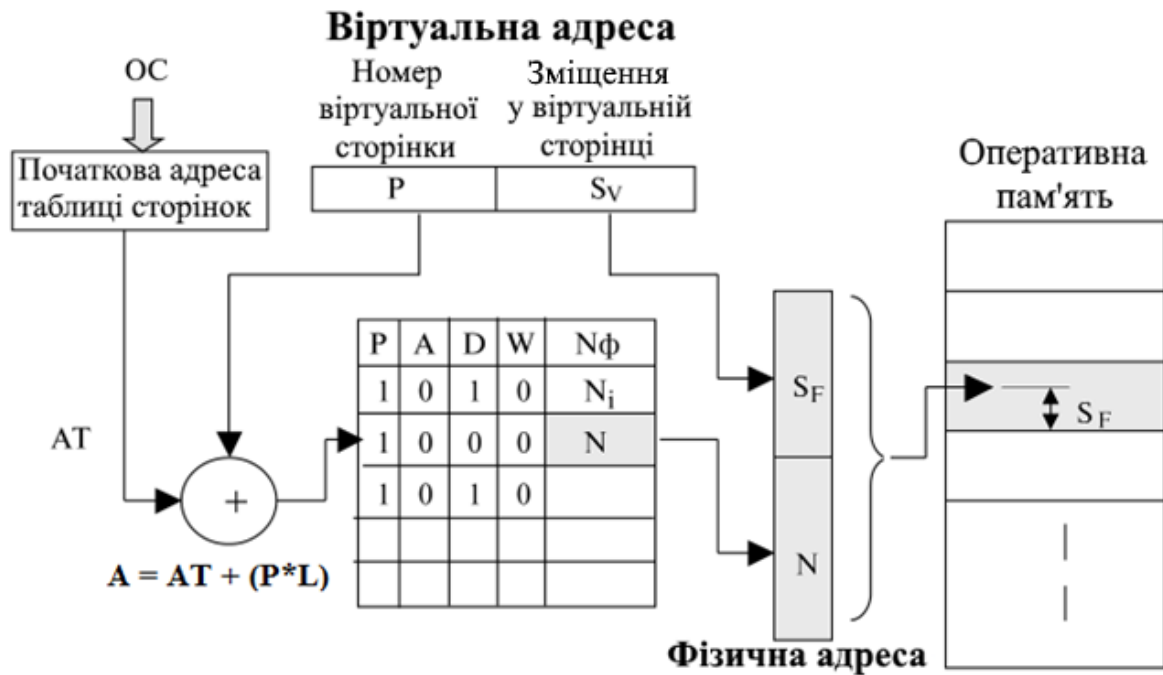 Віртуальна адреса
ОС
Номер
віртуальної
сторінки
Зміщення
у віртуальній
сторінці
Початкова адреса
таблиці сторінок
P SV
Оперативна
пам'ять
P A D W Nф
1 0 1 0 Ni
1 0 0 0 N
1 0 1 0
AT
+
A = AT + (P*L)
SF
N
SF
Фізична адреса